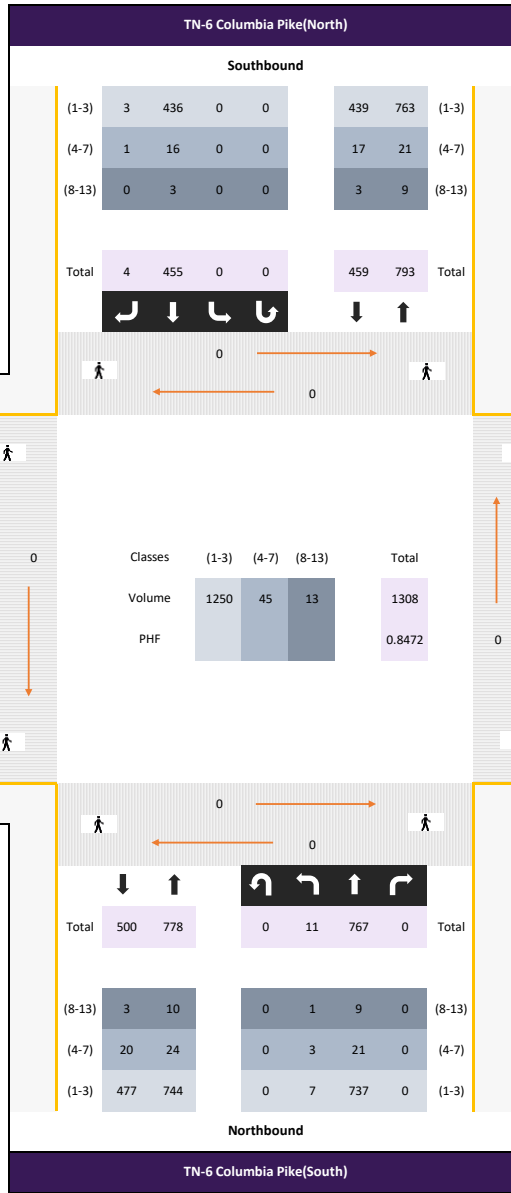 TN-6 Columbia Pike(North)
Southbound
(1-3) 3 436 0 0 439 763 (1-3)
(4-7) 1 16 0 0 17 21 (4-7)
(8-13) 0 3 0 0 3 9 (8-13)
Total 4 455 0 0 459 793 Total
0
0
0
Classes (1-3) (4-7) (8-13) Total
Volume 1250 45 13 1308
PHF 0.8472
0
0
0
Total 500 778 0 11 767 0 Total
(8-13) 3 10 0 1 9 0 (8-13)
(4-7) 20 24 0 3 21 0 (4-7)
(1-3) 477 744 0 7 737 0 (1-3)
Northbound
TN-6 Columbia Pike(South)